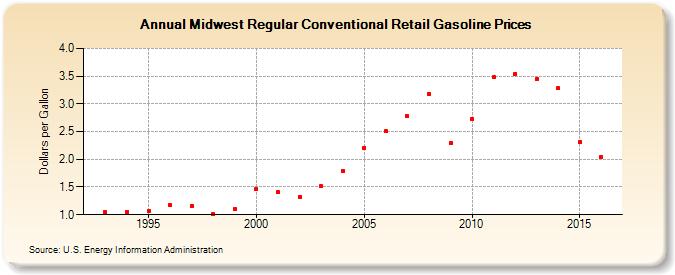 Annual Midwest Regular Conventional Retail Gasoline Prices
Dollars per Gallon
4.0
3.5
3.0
2.5
2.0
1.5
1.0
1995 2000 2005 2010 2015
Source: U.S. Energy Information Administration